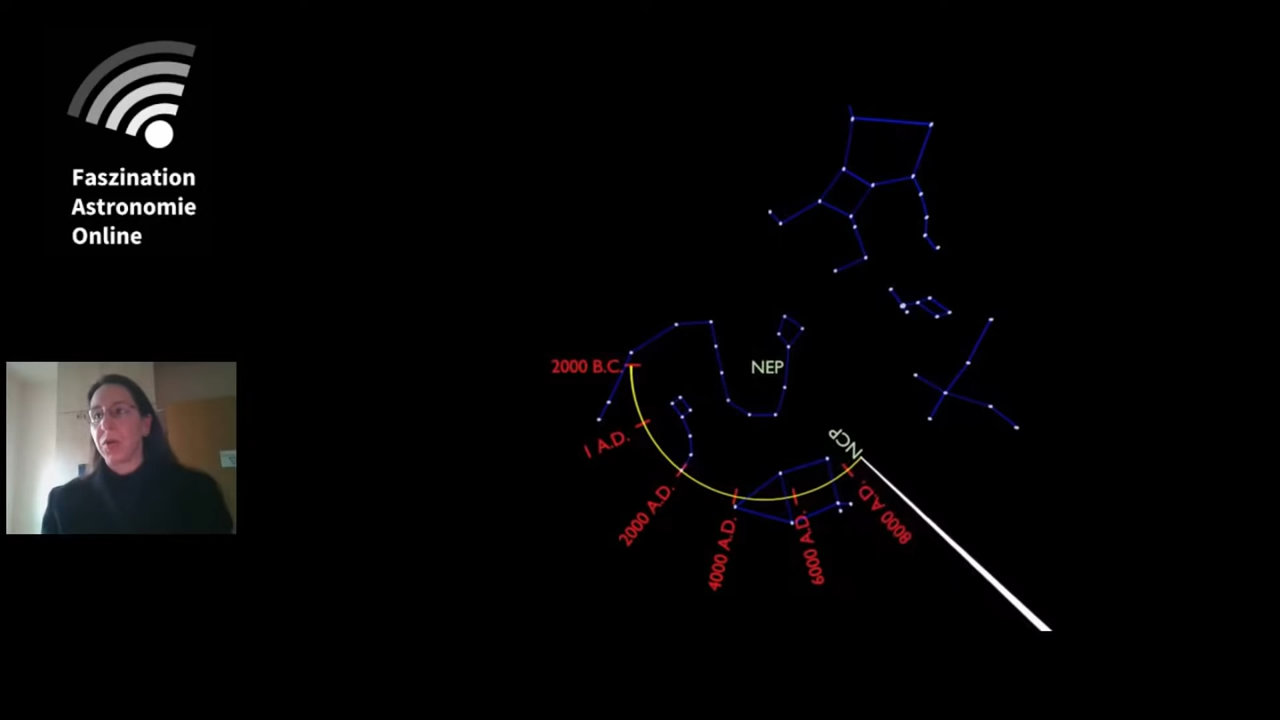 Faszination
Astronomie
Online
NEP
2000 B.C.
1 A.D.
NCP
2000 A.D.
4000 A.D.
6000 A.D.
8000 A.D.